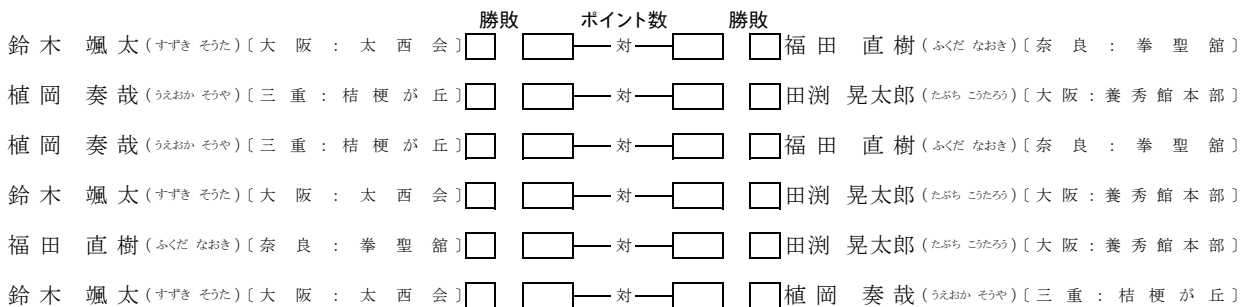 勝敗 ポイント数 勝敗
鈴木 颯太(すずき そうた)〔大阪:太西会〕 対 福田 直樹(ふくだ なおき)〔奈良:拳聖舘〕
植岡 奏哉(うえおか そうや)〔三重:桔梗が丘〕 対 田渕 晃太郎(たぶち こうたろう)〔大阪:養秀館本部〕
植岡 奏哉(うえおか そうや)〔三重:桔梗が丘〕 対 福田 直樹(ふくだ なおき)〔奈良:拳聖舘〕
鈴木 颯太(すずき そうた)〔大阪:太西会〕 対 田渕 晃太郎(たぶち こうたろう)〔大阪:養秀館本部〕
福田 直樹(ふくだ なおき)〔奈良:拳聖舘〕 対 田渕 晃太郎(たぶち こうたろう)〔大阪:養秀館本部〕
鈴木 颯太(すずき そうた)〔大阪:太西会〕 対 植岡 奏哉(うえおか そうや)〔三重:桔梗が丘〕